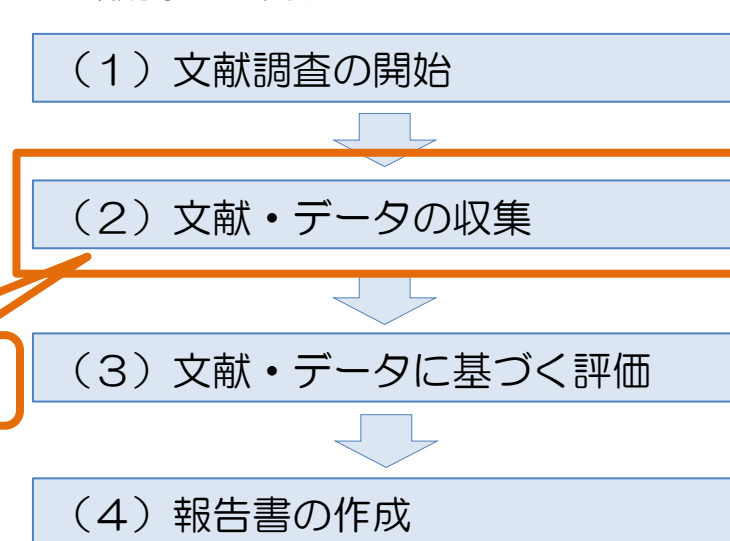 （1）文献調査の開始
（2）文献・データの収集
（3）文献・データに基づく評価
（4）報告書の作成